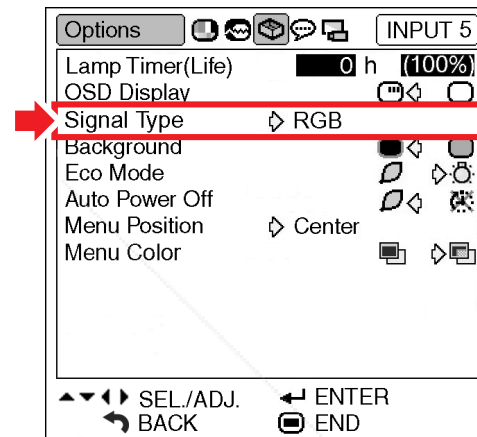 Options INPUT 5
Lamp Timer(Life) 0 h (100%)
OSD Display
Signal Type RGB
Background
Eco Mode
Auto Power Off
Menu Position Center
Menu Color
SEL./ADJ. ENTER
BACK END